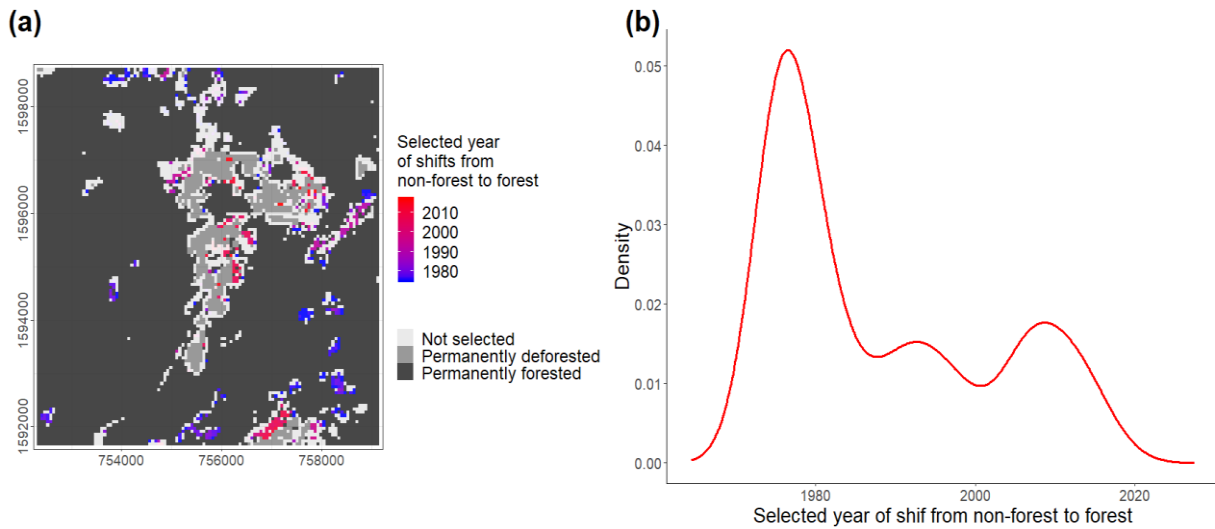 (a)
1598000
1596000
1594000
1592000
754000
756000
758000
Selected year
of shifts from
non-forest to forest
2010
2000
1990
1980
Not selected
Permanently deforested
Permanently forested
(b)
Density
0.05
0.04
0.03
0.02
0.01
0.00
1980
2000
2020
Selected year of shif from non-forest to forest